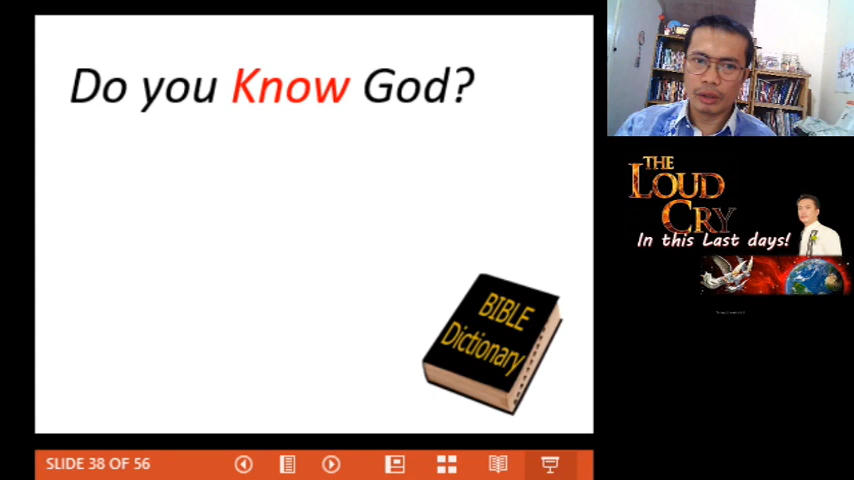 Do you Know God?
BIBLE
Dictionary
SLIDE 38 OF 56
THE
LOUD
CRY
In this Last days!